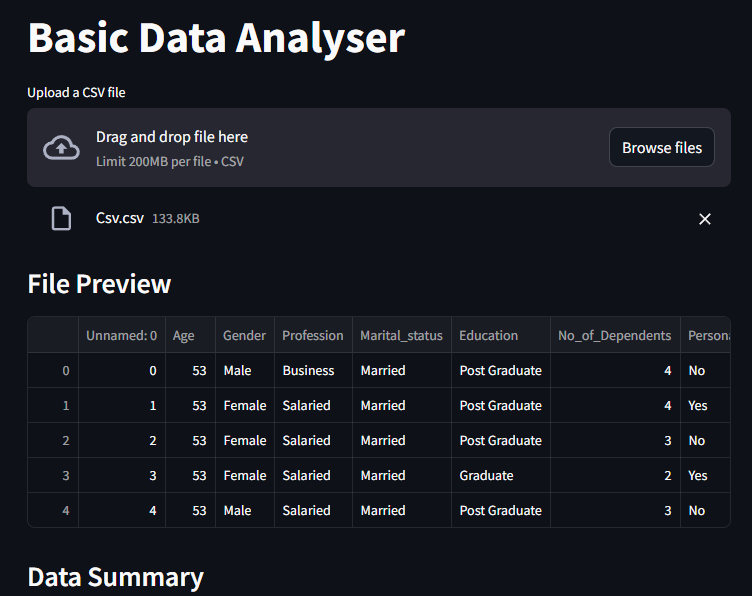 Basic Data Analyser
Upload a CSV file
Drag and drop file here
Limit 200MB per file • CSV
Browse files
Csv.csv 133.8KB
File Preview
Unnamed: 0 Age Gender Profession Marital_status Education No_of_Dependents Persona
0 0 53 Male Business Married Post Graduate 4 No
1 1 53 Female Salaried Married Post Graduate 4 Yes
2 2 53 Female Salaried Married Post Graduate 3 No
3 3 53 Female Salaried Married Graduate 2 Yes
4 4 53 Male Salaried Married Post Graduate 3 No
Data Summary